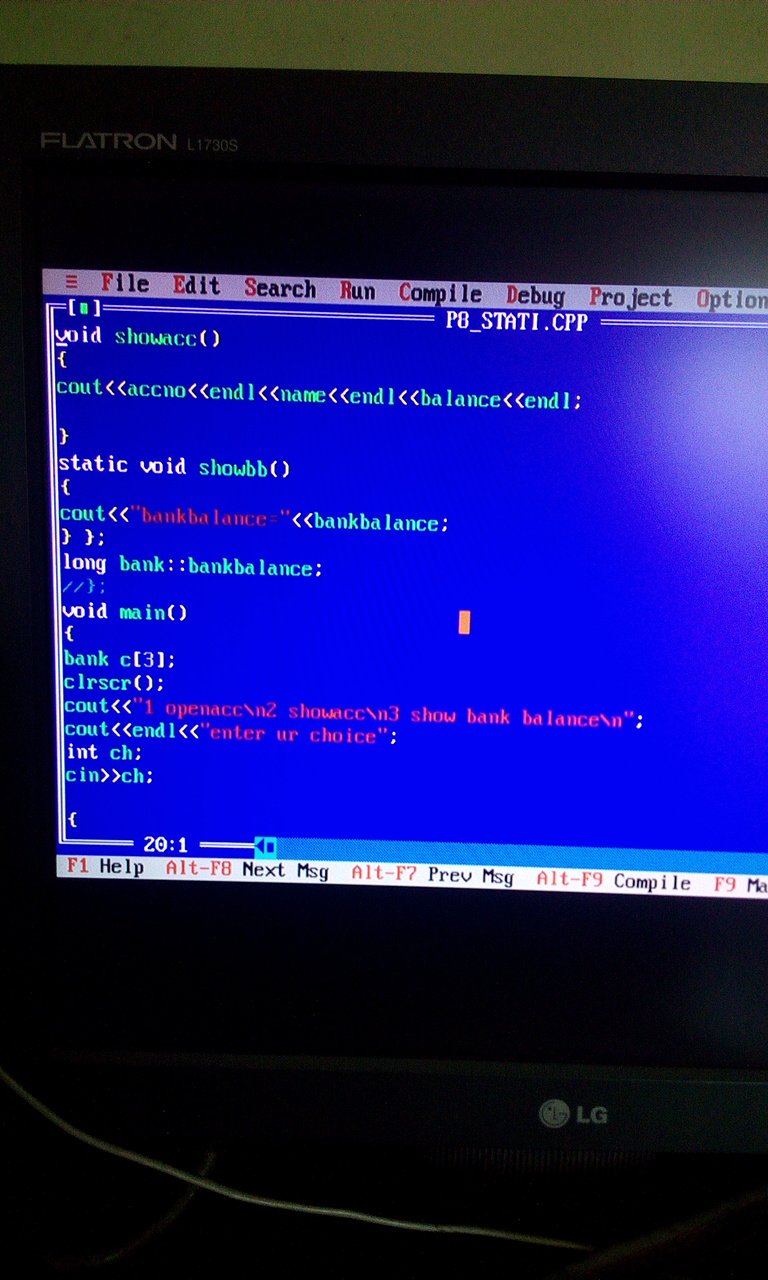 FLATRON L1730S
≡ File Edit Search Run Compile Debug Project Option
[■] P8_STATI.CPP
void showacc()
{
cout<<accno<<endl<<name<<endl<<balance<<endl;
}
static void showbb()
{
cout<<"bankbalance="<<bankbalance;
} };
long bank::bankbalance;
//};
void main()
{
bank c[3];
clrscr();
cout<<"1 openacc\n2 showacc\n3 show bank balance\n";
cout<<endl<<"enter ur choice";
int ch;
cin>>ch;
{
20:1
F1 Help Alt-F8 Next Msg Alt-F7 Prev Msg Alt-F9 Compile F9 Ma
LG